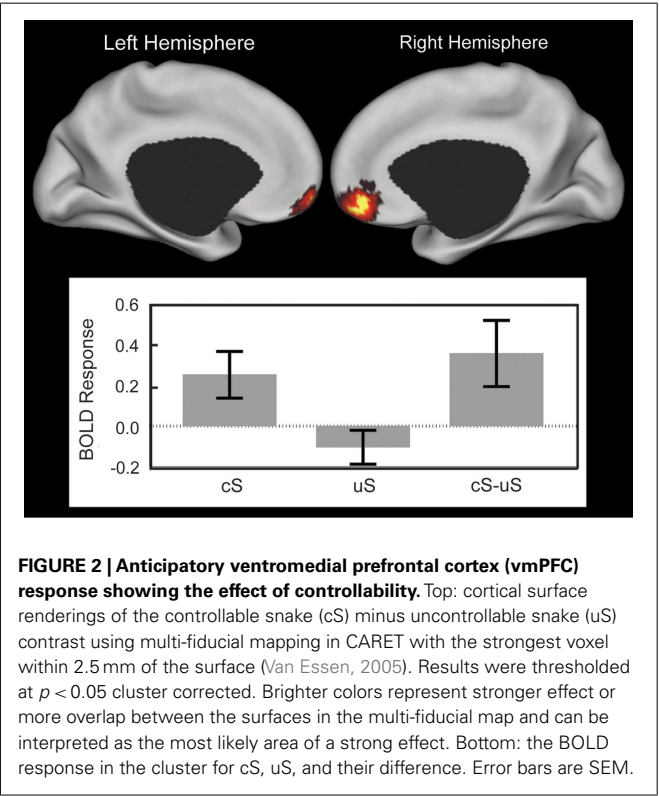 Left Hemisphere Right Hemisphere
0.6
0.4
0.2
0.0
-0.2
BOLD Response
cS uS cS-uS
FIGURE 2 | Anticipatory ventromedial prefrontal cortex (vmPFC)
response showing the effect of controllability. Top: cortical surface
renderings of the controllable snake (cS) minus uncontrollable snake (uS)
contrast using multi-fiducial mapping in CARET with the strongest voxel
within 2.5 mm of the surface (Van Essen, 2005). Results were thresholded
at p < 0.05 cluster corrected. Brighter colors represent stronger effect or
more overlap between the surfaces in the multi-fiducial map and can be
interpreted as the most likely area of a strong effect. Bottom: the BOLD
response in the cluster for cS, uS, and their difference. Error bars are SEM.